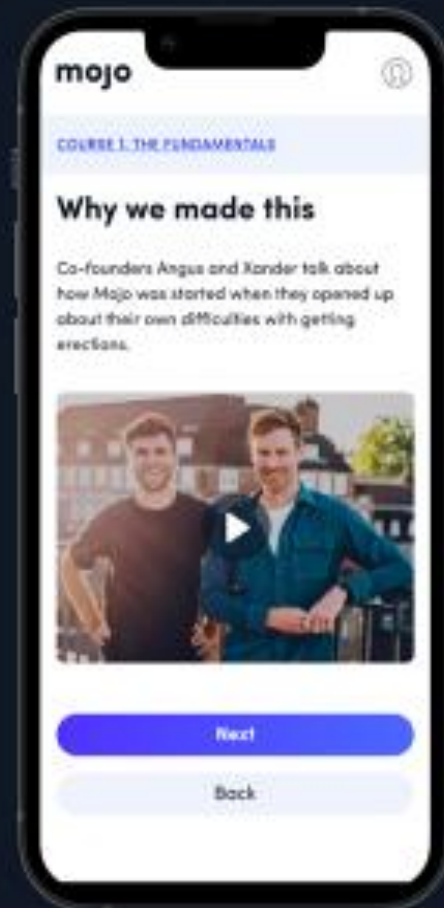 mojo
COURSE 1. THE FUNDAMENTALS
Why we made this
Co-founders Angus and Xander talk about
how Mojo was started when they opened up
about their own difficulties with getting
erections.
Next
Back